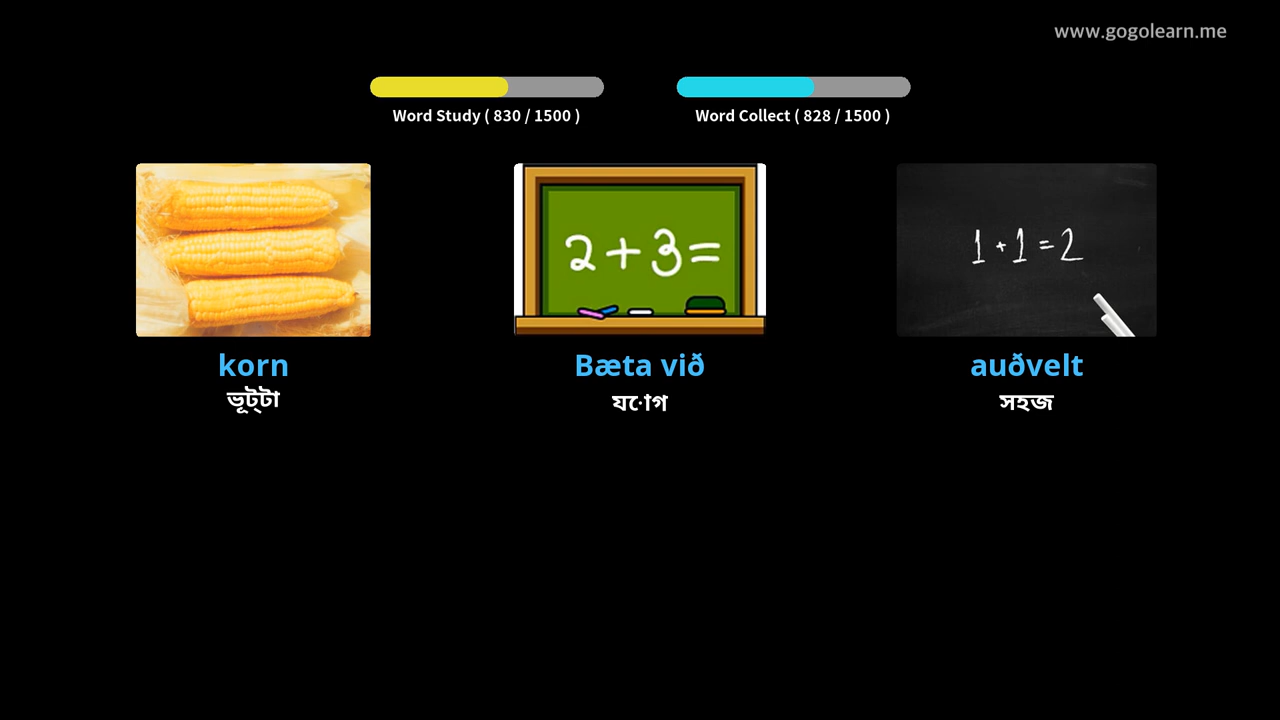 www.gogolearn.me
Word Study ( 830 / 1500 )
Word Collect ( 828 / 1500 )
2+3=
1+1=2
korn
Bæta við
auðvelt
ভূট্টা
যোগ
সহজ